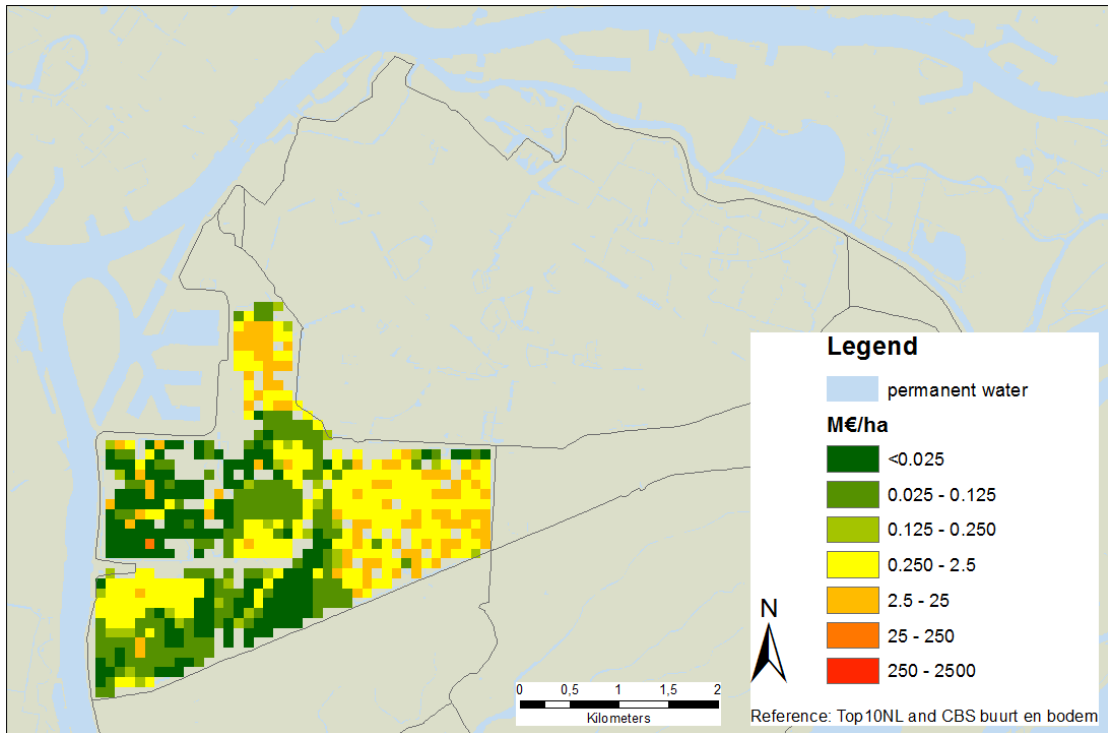 Legend
permanent water
M€/ha
<0.025
0.025 - 0.125
0.125 - 0.250
0.250 - 2.5
2.5 - 25
25 - 250
250 - 2500
N
0 0,5 1 2
Kilometers
Reference: Top10NL and CBS buurt en bodem